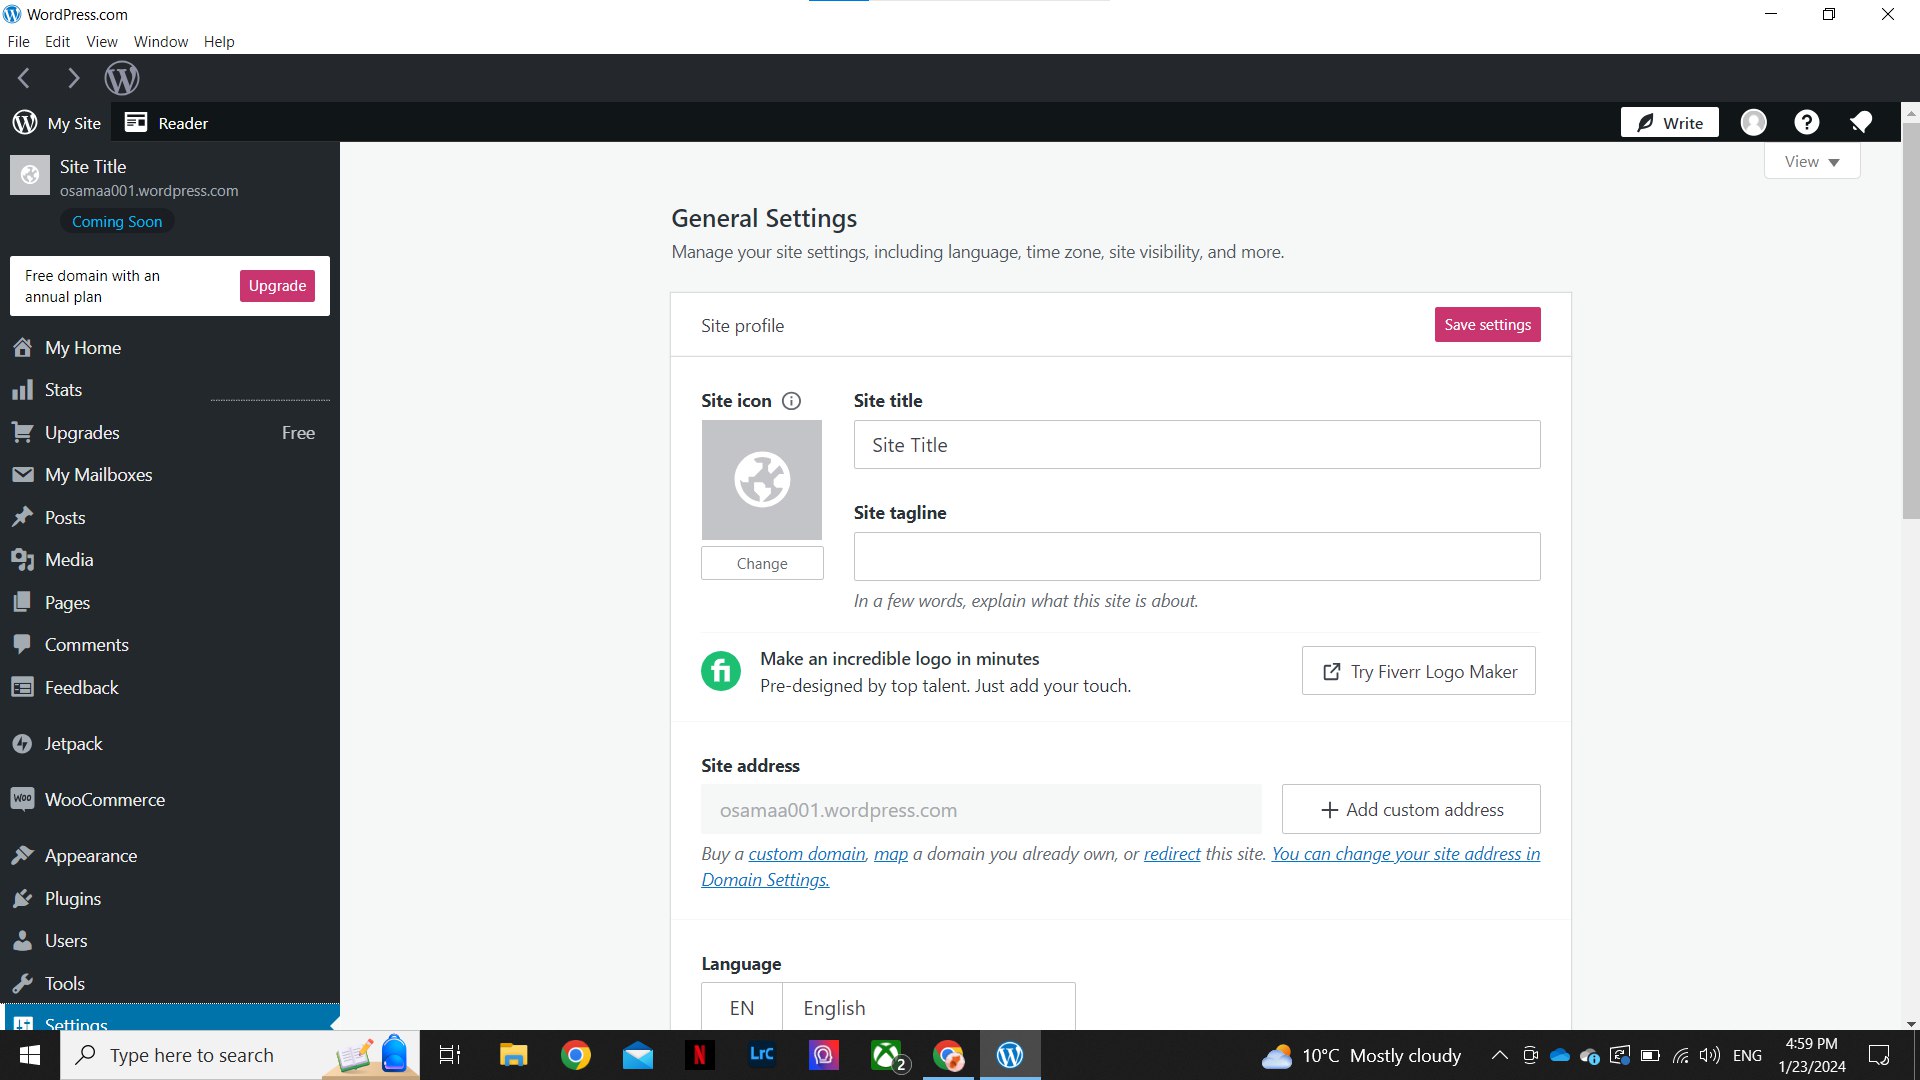 WordPress.com
File Edit View Window Help
My Site Reader Write
Site Title
osamaa001.wordpress.com
Coming Soon
Free domain with an
annual plan
Upgrade
My Home
Stats
Upgrades Free
My Mailboxes
Posts
Media
Pages
Comments
Feedback
Jetpack
WooCommerce
Appearance
Plugins
Users
Tools
Settings
View
General Settings
Manage your site settings, including language, time zone, site visibility, and more.
Site profile Save settings
Site icon
Change
Site title
Site Title
Site tagline
In a few words, explain what this site is about.
fi
Make an incredible logo in minutes
Pre-designed by top talent. Just add your touch.
Try Fiverr Logo Maker
Site address
osamaa001.wordpress.com
Add custom address
Buy a custom domain, map a domain you already own, or redirect this site. You can change your site address in
Domain Settings.
Language
EN English
Type here to search
N
LrC
2
10°C Mostly cloudy
ENG
4:59 PM
1/23/2024